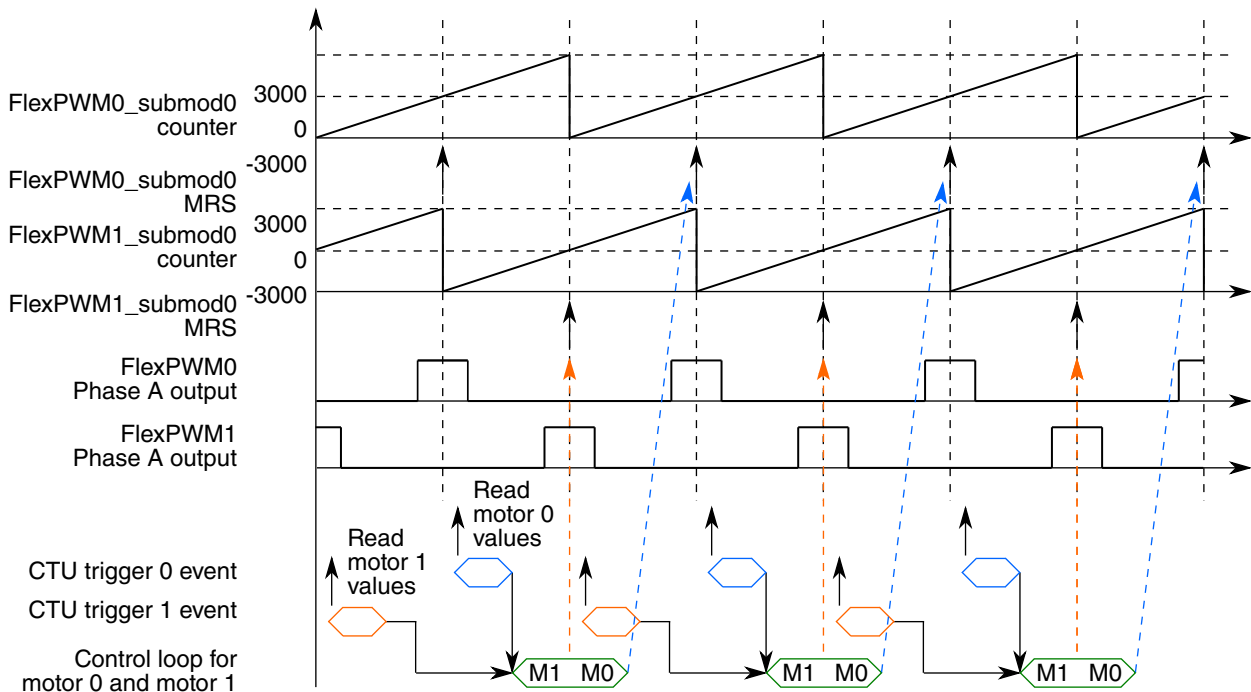 3000
FlexPWM0_submod0
counter
0
-3000
FlexPWM0_submod0
MRS
3000
FlexPWM1_submod0
counter
0
-3000
FlexPWM1_submod0
MRS
FlexPWM0
Phase A output
FlexPWM1
Phase A output
Read
motor 0
values
Read
motor 1
values
CTU trigger 0 event
CTU trigger 1 event
Control loop for
motor 0 and motor 1
M1 M0
M1 M0
M1 M0